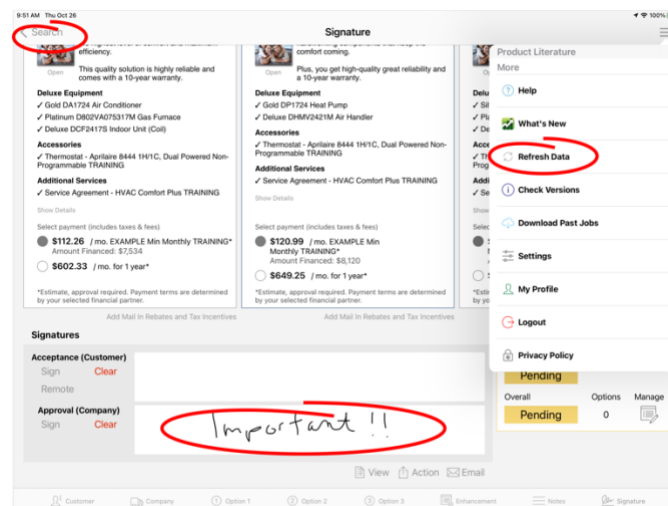 9:51 AM Thu Oct 26
100%
Search
Signature
efficiency.
This quality solution is highly reliable and
comes with a 10-year warranty.
Open
Deluxe Equipment
✓ Gold DA1724 Air Conditioner
✓ Platinum D802VA075317M Gas Furnace
✓ Deluxe DCF2417S Indoor Unit (Coil)
Accessories
✓ Thermostat - Aprilaire 8444 1H/1C, Dual Powered Non-
Programmable TRAINING
Additional Services
✓ Service Agreement - HVAC Comfort Plus TRAINING
Show Details
Select payment (includes taxes & fees)
$112.26 / mo. EXAMPLE Min Monthly TRAINING*
Amount Financed: $7,534
$602.33 / mo. for 1 year*
*Estimate, approval required. Payment terms are determined
by your selected financial partner.
Add Mail In Rebates and Tax Incentives
comfort coming.
Plus, you get high-quality great reliability and
a 10-year warranty.
Open
Deluxe Equipment
✓ Gold DP1724 Heat Pump
✓ Deluxe DHMV2421M Air Handler
Accessories
✓ Thermostat - Aprilaire 8444 1H/1C, Dual Powered Non-
Programmable TRAINING
Additional Services
✓ Service Agreement - HVAC Comfort Plus TRAINING
Show Details
Select payment (includes taxes & fees)
$120.99 / mo. EXAMPLE Min
Monthly TRAINING*
Amount Financed: $8,120
$649.25 / mo. for 1 year*
*Estimate, approval required. Payment terms are determined
by your selected financial partner.
Add Mail In Rebates and Tax Incentives
Product Literature
More
Help
What's New
Refresh Data
Check Versions
Download Past Jobs
Settings
My Profile
Logout
Privacy Policy
Signatures
Acceptance (Customer)
Sign Clear
Remote
Approval (Company)
Sign Clear
Important!!
Pending
Overall Options Manage
Pending 0
View Action Email
Customer Company Option 1 Option 2 Option 3 Enhancement Notes Signature